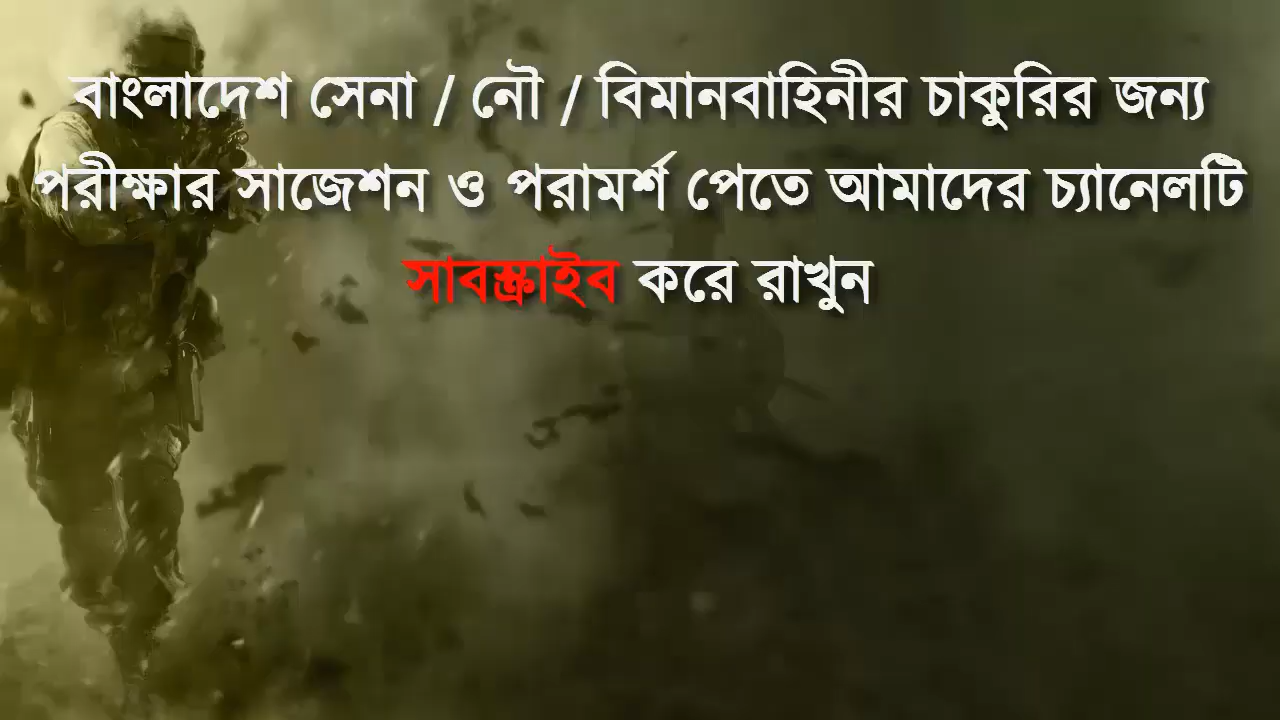 বাংলাদেশ সেনা / নৌ / বিমানবাহিনীর চাকুরির জন্য
পরীক্ষার সাজেশন ও পরামর্শ পেতে আমাদের চ্যানেলটি
সাবস্ক্রাইব করে রাখুন